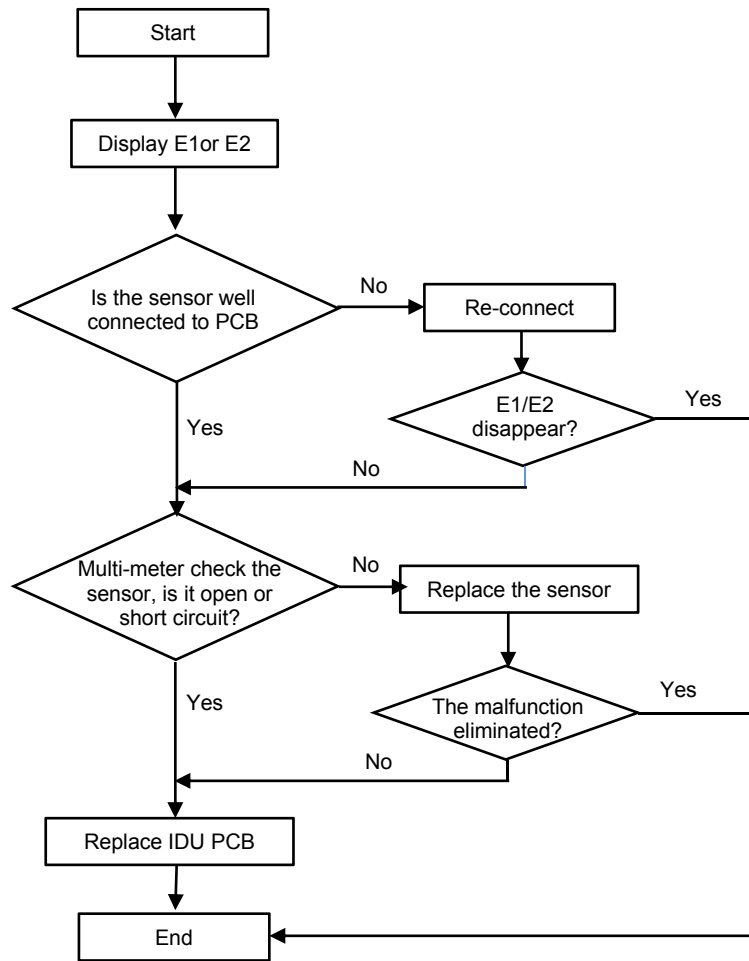 Start
Display E1or E2
Is the sensor well
connected to PCB
No
Re-connect
E1/E2
disappear?
Yes
Yes
No
Multi-meter check the
sensor, is it open or
short circuit?
No
Replace the sensor
Yes
The malfunction
eliminated?
Yes
No
Replace IDU PCB
End